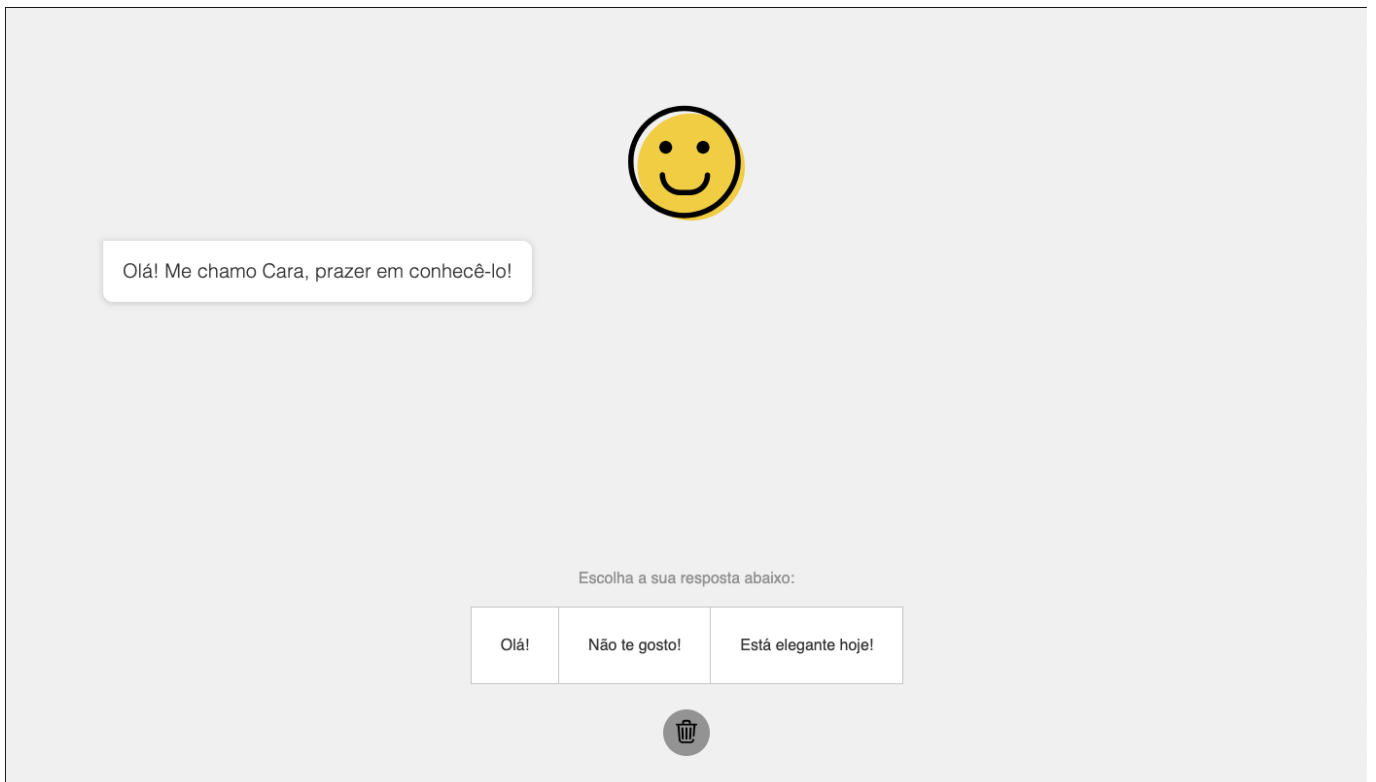 Olá! Me chamo Cara, prazer em conhecê-lo!
Escolha a sua resposta abaixo:
Olá!
Não te gosto!
Está elegante hoje!